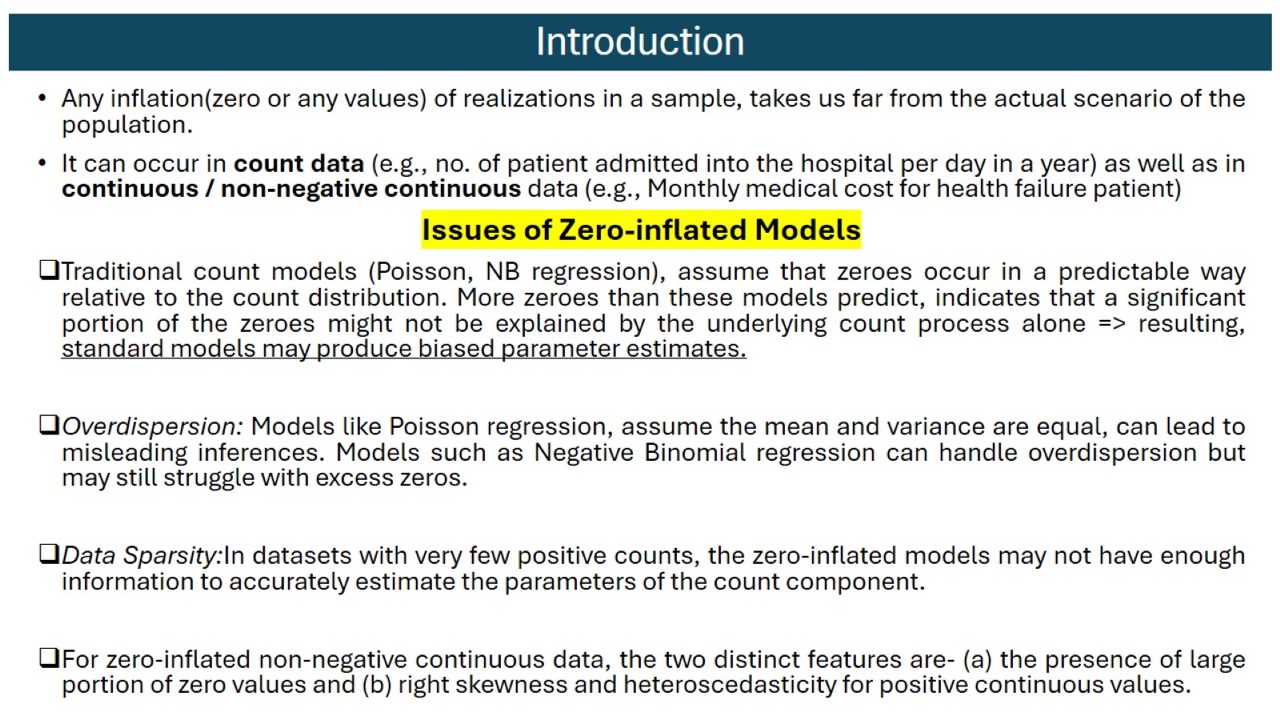 Introduction
• Any inflation(zero or any values) of realizations in a sample, takes us far from the actual scenario of the
population.
• It can occur in count data (e.g., no. of patient admitted into the hospital per day in a year) as well as in
continuous / non-negative continuous data (e.g., Monthly medical cost for health failure patient)
Issues of Zero-inflated Models
❑Traditional count models (Poisson, NB regression), assume that zeroes occur in a predictable way
relative to the count distribution. More zeroes than these models predict, indicates that a significant
portion of the zeroes might not be explained by the underlying count process alone => resulting,
standard models may produce biased parameter estimates.
❑Overdispersion: Models like Poisson regression, assume the mean and variance are equal, can lead to
misleading inferences. Models such as Negative Binomial regression can handle overdispersion but
may still struggle with excess zeros.
❑Data Sparsity:In datasets with very few positive counts, the zero-inflated models may not have enough
information to accurately estimate the parameters of the count component.
❑For zero-inflated non-negative continuous data, the two distinct features are- (a) the presence of large
portion of zero values and (b) right skewness and heteroscedasticity for positive continuous values.